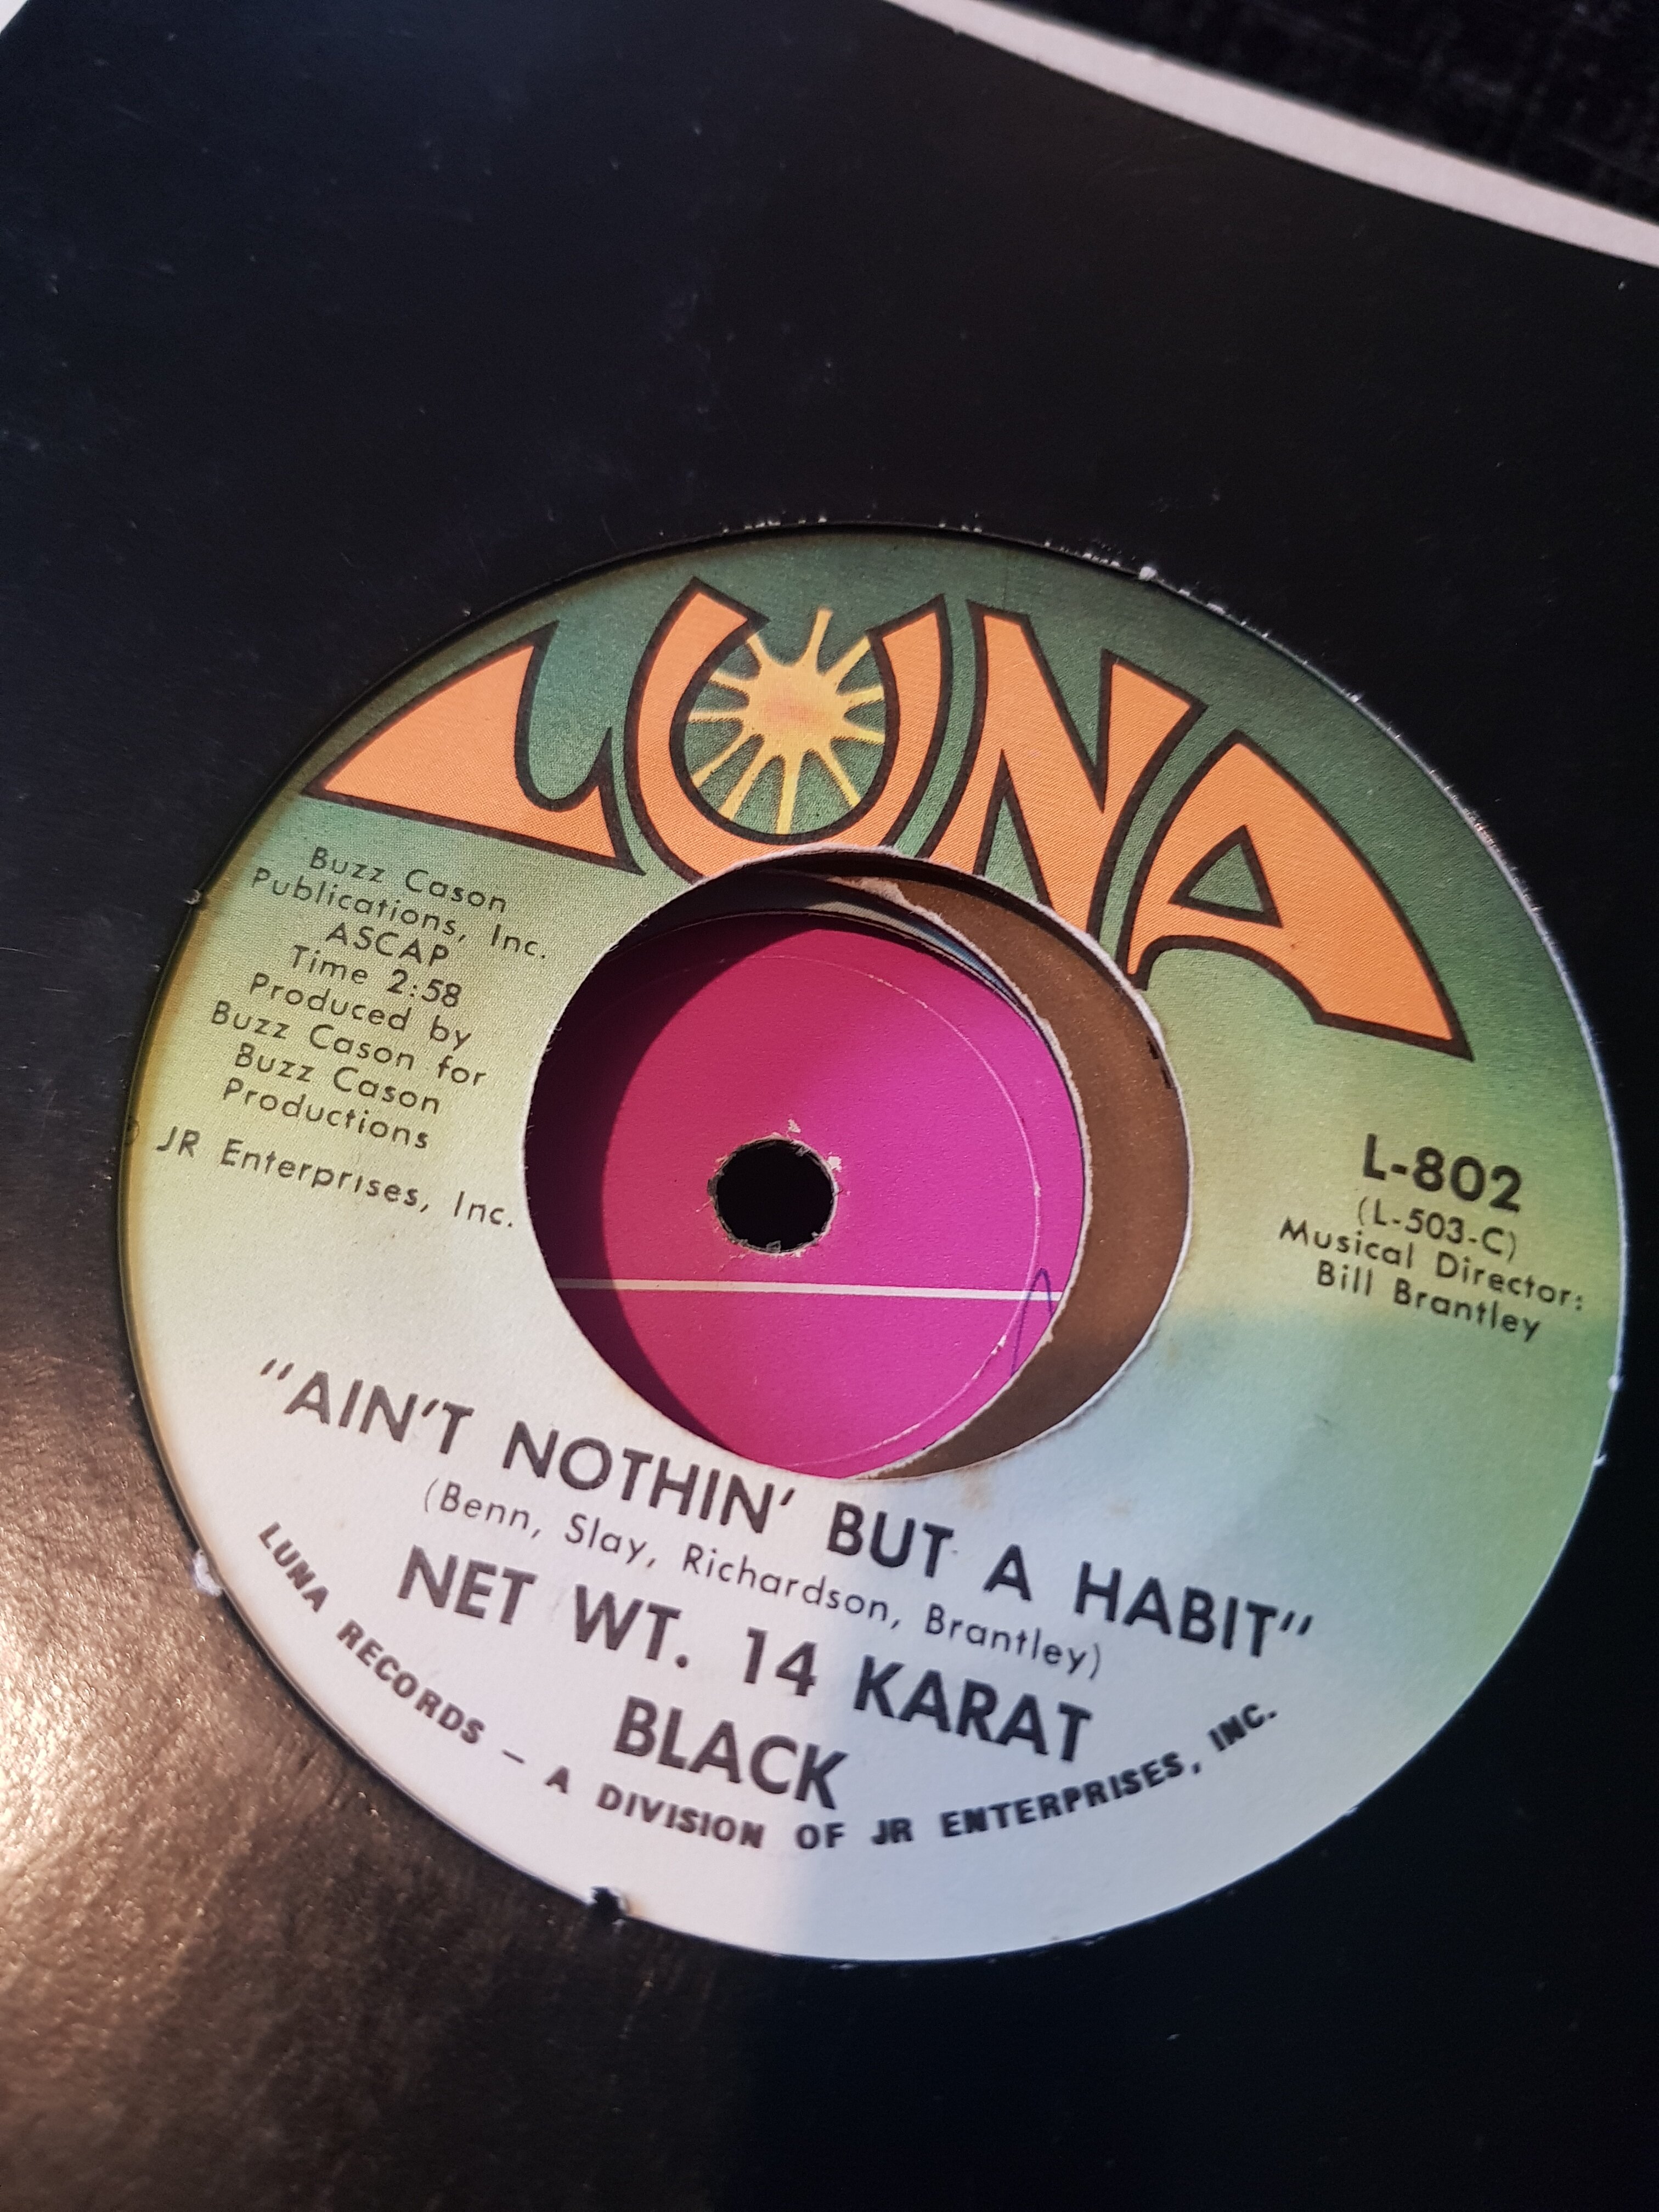 LUNA
Buzz Cason
Publications, Inc.
ASCAP
Time 2:58
Produced by
Buzz Cason for
Buzz Cason
Productions
℗ JR Enterprises, Inc.
L-802
(L-503-C)
Musical Director:
Bill Brantley
"AIN'T NOTHIN' BUT A HABIT"
(Benn, Slay, Richardson, Brantley)
NET WT. 14 KARAT
BLACK
LUNA RECORDS – A DIVISION OF JR ENTERPRISES, INC.